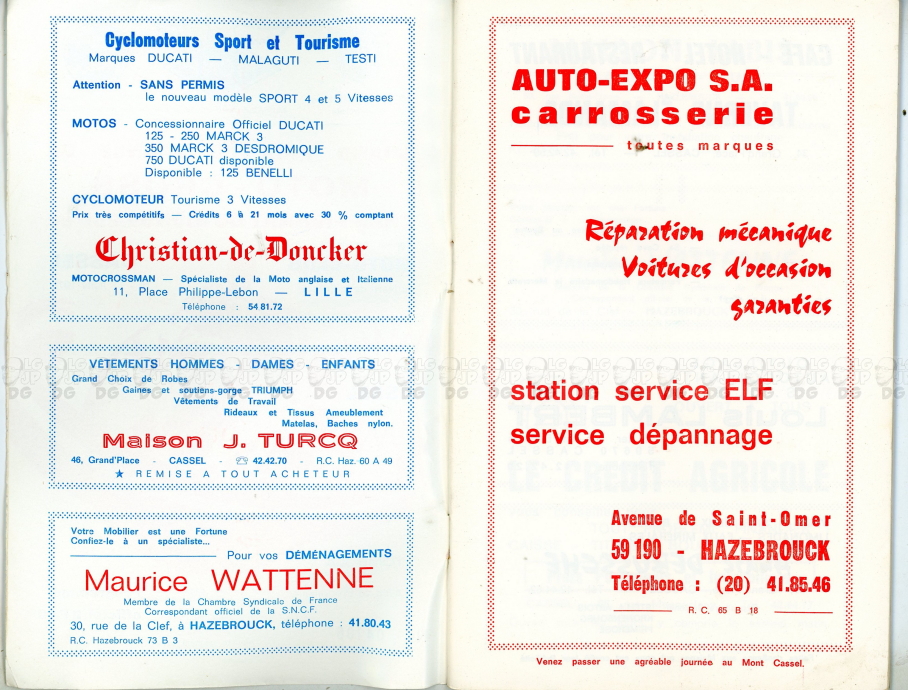 Cyclomoteurs Sport et Tourisme
Marques DUCATI — MALAGUTI — TESTI
Attention - SANS PERMIS
le nouveau modèle SPORT 4 et 5 Vitesses
MOTOS - Concessionnaire Officiel DUCATI
125 - 250 MARCK 3
350 MARCK 3 DESDROMIQUE
750 DUCATI disponible
Disponible : 125 BENELLI
CYCLOMOTEUR Tourisme 3 Vitesses
Prix très compétitifs — Crédits 6 à 21 mois avec 30 % comptant
Christian-de-Doncker
MOTOCROSSMAN — Spécialiste de la Moto anglaise et Italienne
11, Place Philippe-Lebon — LILLE
Téléphone : 54 81.72
VÊTEMENTS HOMMES - DAMES - ENFANTS
Grand Choix de Robes
Gaines et soutiens-gorge TRIUMPH
Vêtements de Travail
Rideaux et Tissus Ameublement
Matelas, Baches nylon.
Maison J. TURCQ
46, Grand'Place - CASSEL - ☏ 42.42.70 - R.C. Haz. 60 A 49
★ REMISE A TOUT ACHETEUR
Votre Mobilier est une Fortune
Confiez-le à un spécialiste...
Pour vos DÉMÉNAGEMENTS
Maurice WATTENNE
Membre de la Chambre Syndicale de France
Correspondant officiel de la S.N.C.F.
30, rue de la Clef, à HAZEBROUCK, téléphone : 41.80.43
R.C. Hazebrouck 73 B 3
AUTO-EXPO S.A.
carrosserie
toutes marques
Réparation mécanique
Voitures d'occasion
garanties
station service ELF
service dépannage
Avenue de Saint-Omer
59190 - HAZEBROUCK
Téléphone : (20) 41.85.46
R.C. 65 B 18
Venez passer une agréable journée au Mont Cassel.